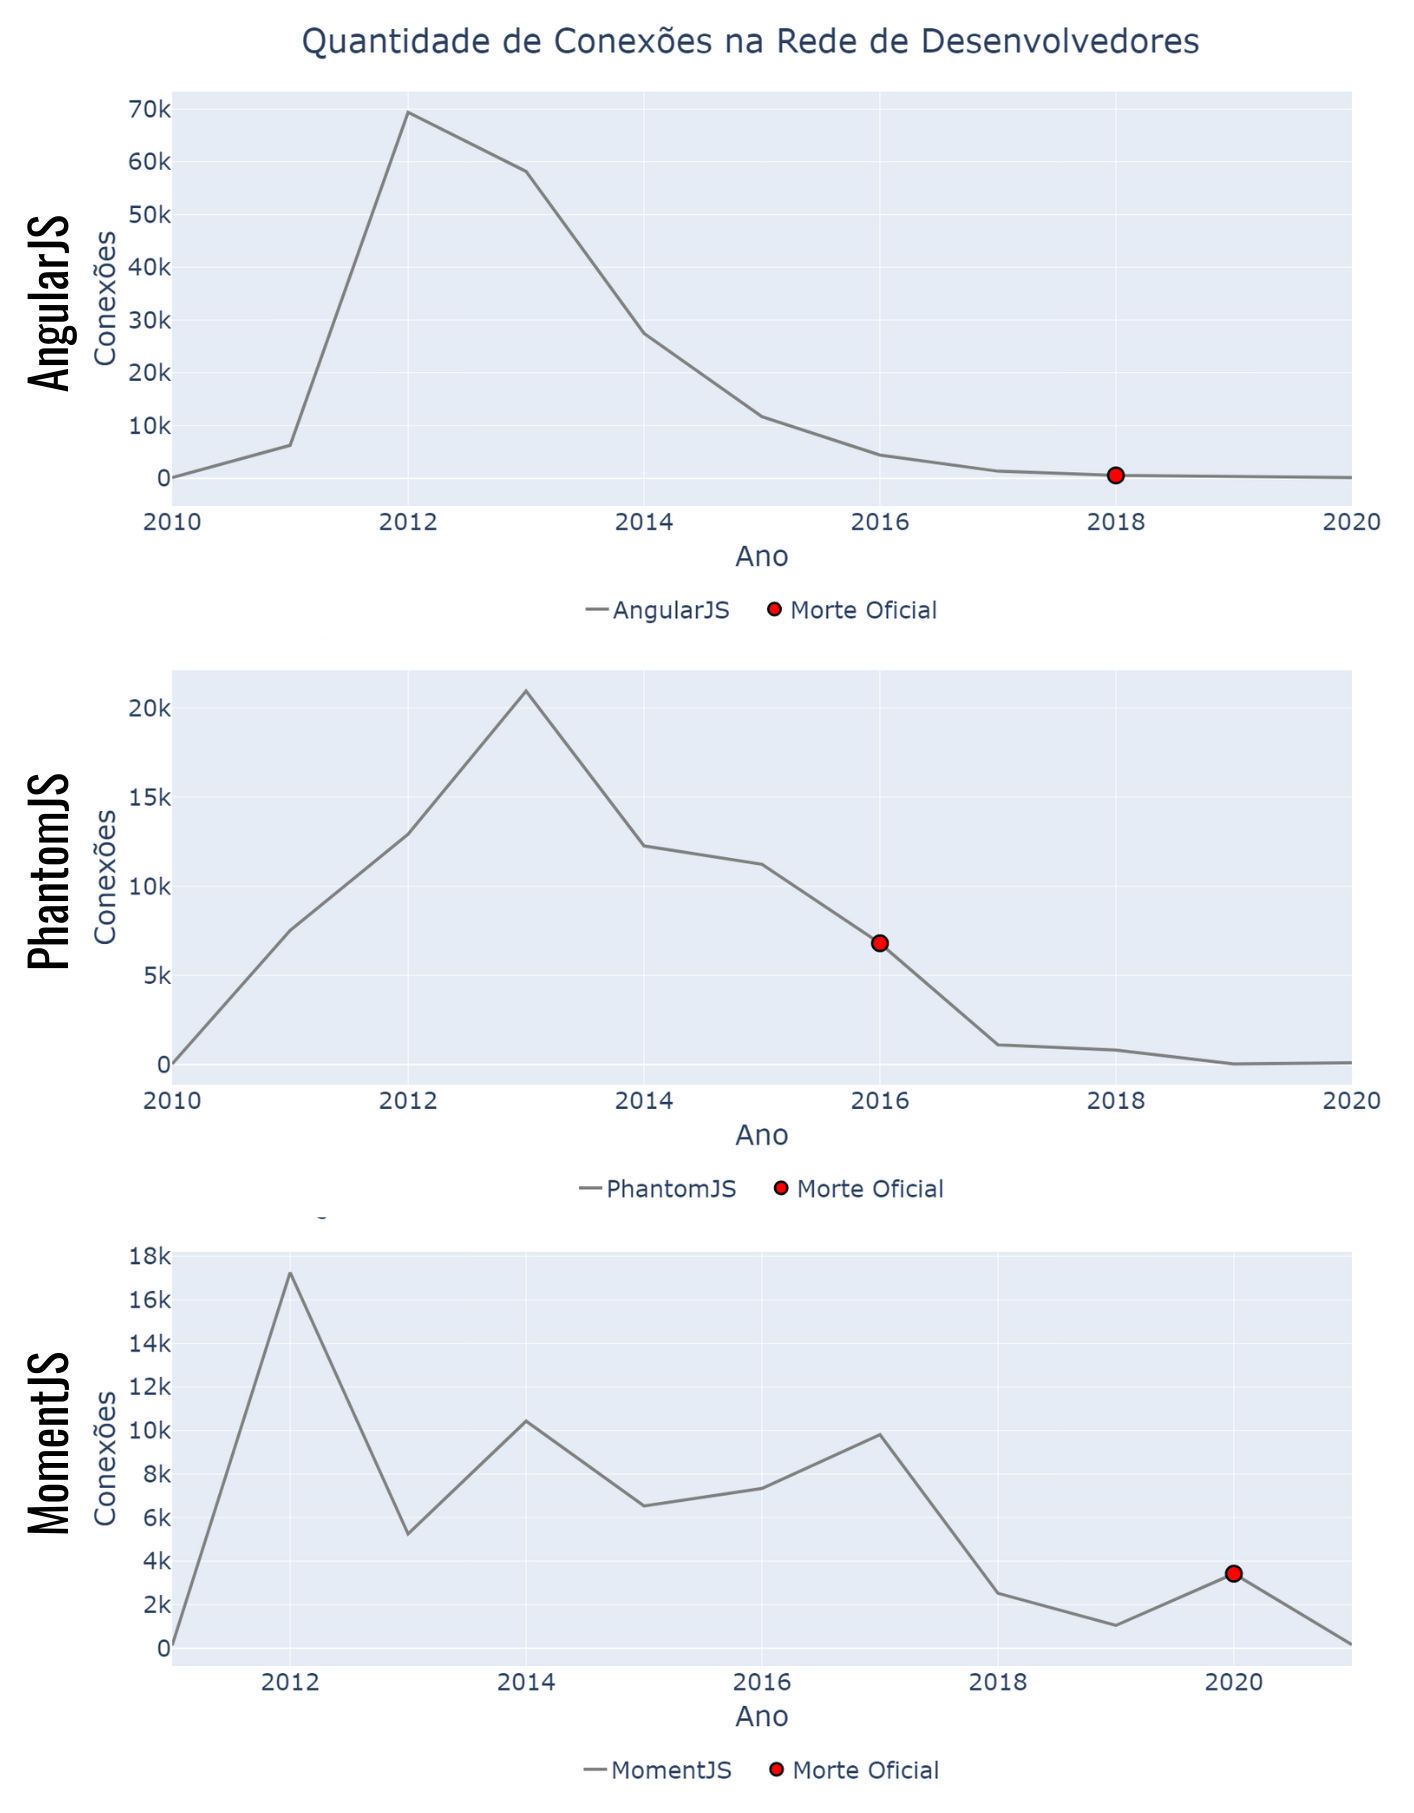 Quantidade de Conexões na Rede de Desenvolvedores
AngularJS
Conexões
70k
60k
50k
40k
30k
20k
10k
0
2010 2012 2014 2016 2018 2020
Ano
AngularJS Morte Oficial
PhantomJS
Conexões
20k
15k
10k
5k
0
2010 2012 2014 2016 2018 2020
Ano
PhantomJS Morte Oficial
MomentJS
Conexões
18k
16k
14k
12k
10k
8k
6k
4k
2k
0
2012 2014 2016 2018 2020
Ano
MomentJS Morte Oficial